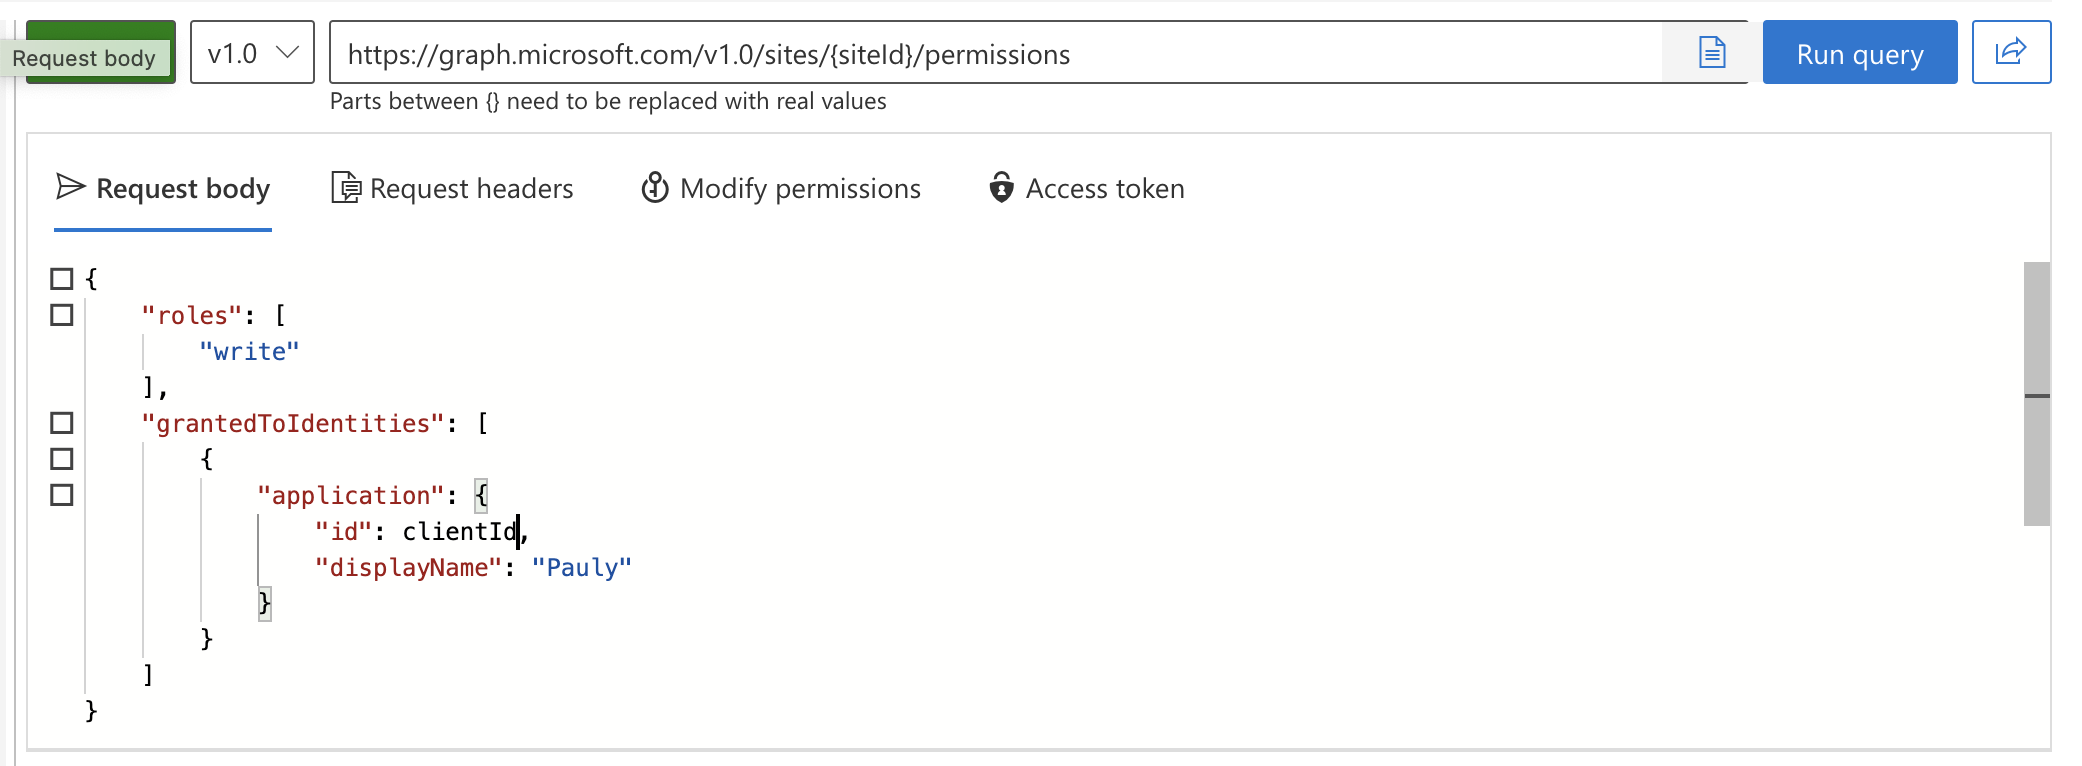 Request body
v1.0
https://graph.microsoft.com/v1.0/sites/{siteId}/permissions
Run query
Parts between {} need to be replaced with real values
Request body
Request headers
Modify permissions
Access token
{
"roles": [
"write"
],
"grantedToIdentities": [
{
"application": {
"id": clientId,
"displayName": "Pauly"
}
}
]
}